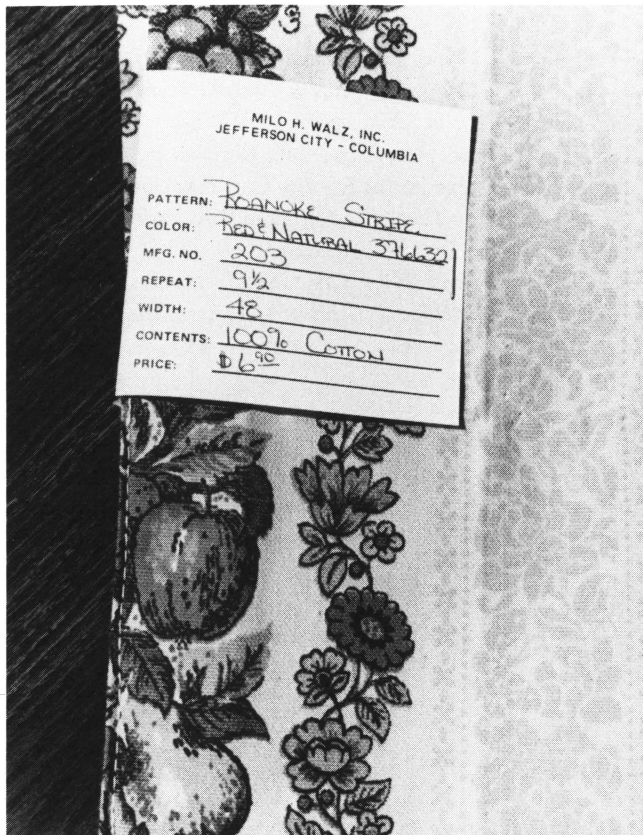 MILO H. WALZ, INC.
JEFFERSON CITY - COLUMBIA
PATTERN: ROANOKE STRIPE
COLOR: RED & NATURAL 376632
MFG. NO. 203
REPEAT: 9½
WIDTH: 48
CONTENTS: 100% COTTON
PRICE: $6.90